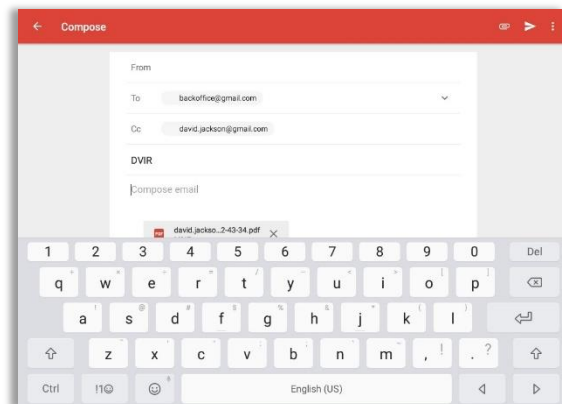 Compose
From
To backoffice@gmail.com
Cc david.jackson@gmail.com
DVIR
Compose email
PDF david.jackso...2-43-34.pdf
1 2 3 4 5 6 7 8 9 0 Del
q w e r t y u i o p
a s d f g h j k l
z x c v b n m , ! . ?
Ctrl !1☺ English (US)